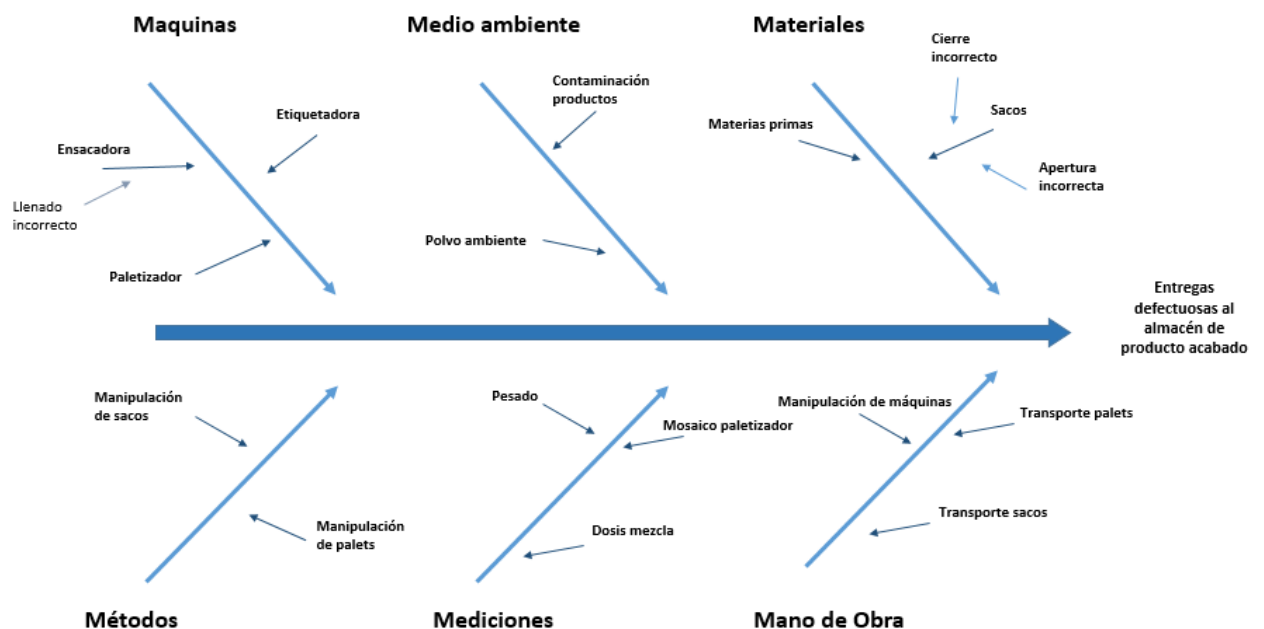 Maquinas
Medio ambiente
Materiales
Cierre
incorrecto
Contaminación
productos
Etiquetadora
Sacos
Materias primas
Ensacadora
Apertura
incorrecta
Llenado
incorrecto
Polvo ambiente
Paletizador
Entregas
defectuosas al
almacén de
producto acabado
Manipulación
de sacos
Pesado
Mosaico paletizador
Manipulación de máquinas
Transporte palets
Manipulación
de palets
Dosis mezcla
Transporte sacos
Métodos
Mediciones
Mano de Obra